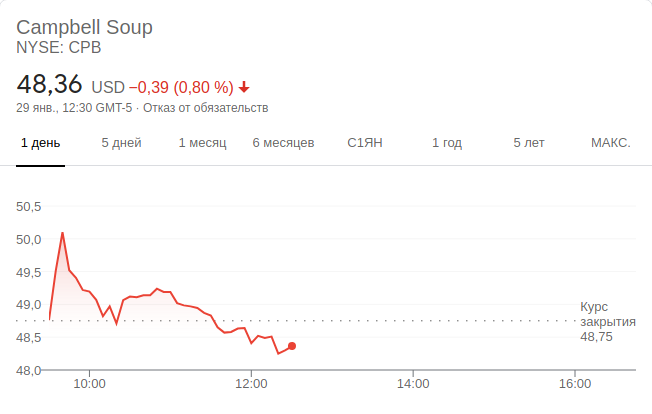 Campbell Soup
NYSE: CPB
48,36 USD −0,39 (0,80 %)
29 янв., 12:30 GMT-5 · Отказ от обязательств
1 день 5 дней 1 месяц 6 месяцев С1ЯН 1 год 5 лет МАКС.
50,5
50,0
49,5
49,0
48,5
48,0
Курс
закрытия
48,75
10:00 12:00 14:00 16:00